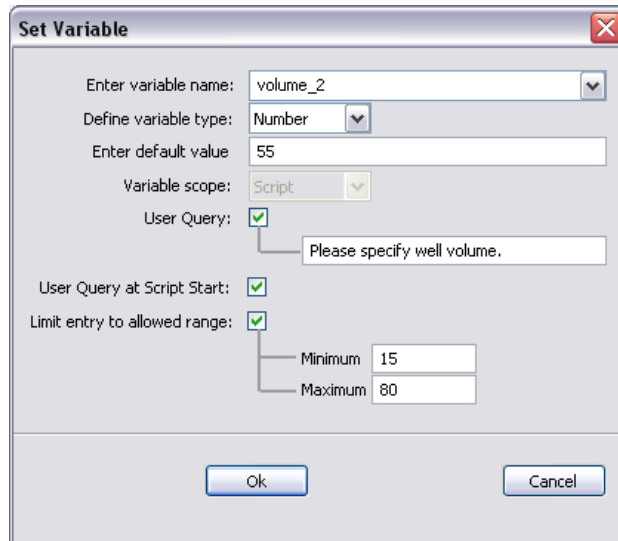 Set Variable
Enter variable name: volume_2
Define variable type: Number
Enter default value 55
Variable scope: Script
User Query:
Please specify well volume.
User Query at Script Start:
Limit entry to allowed range:
Minimum 15
Maximum 80
Ok Cancel